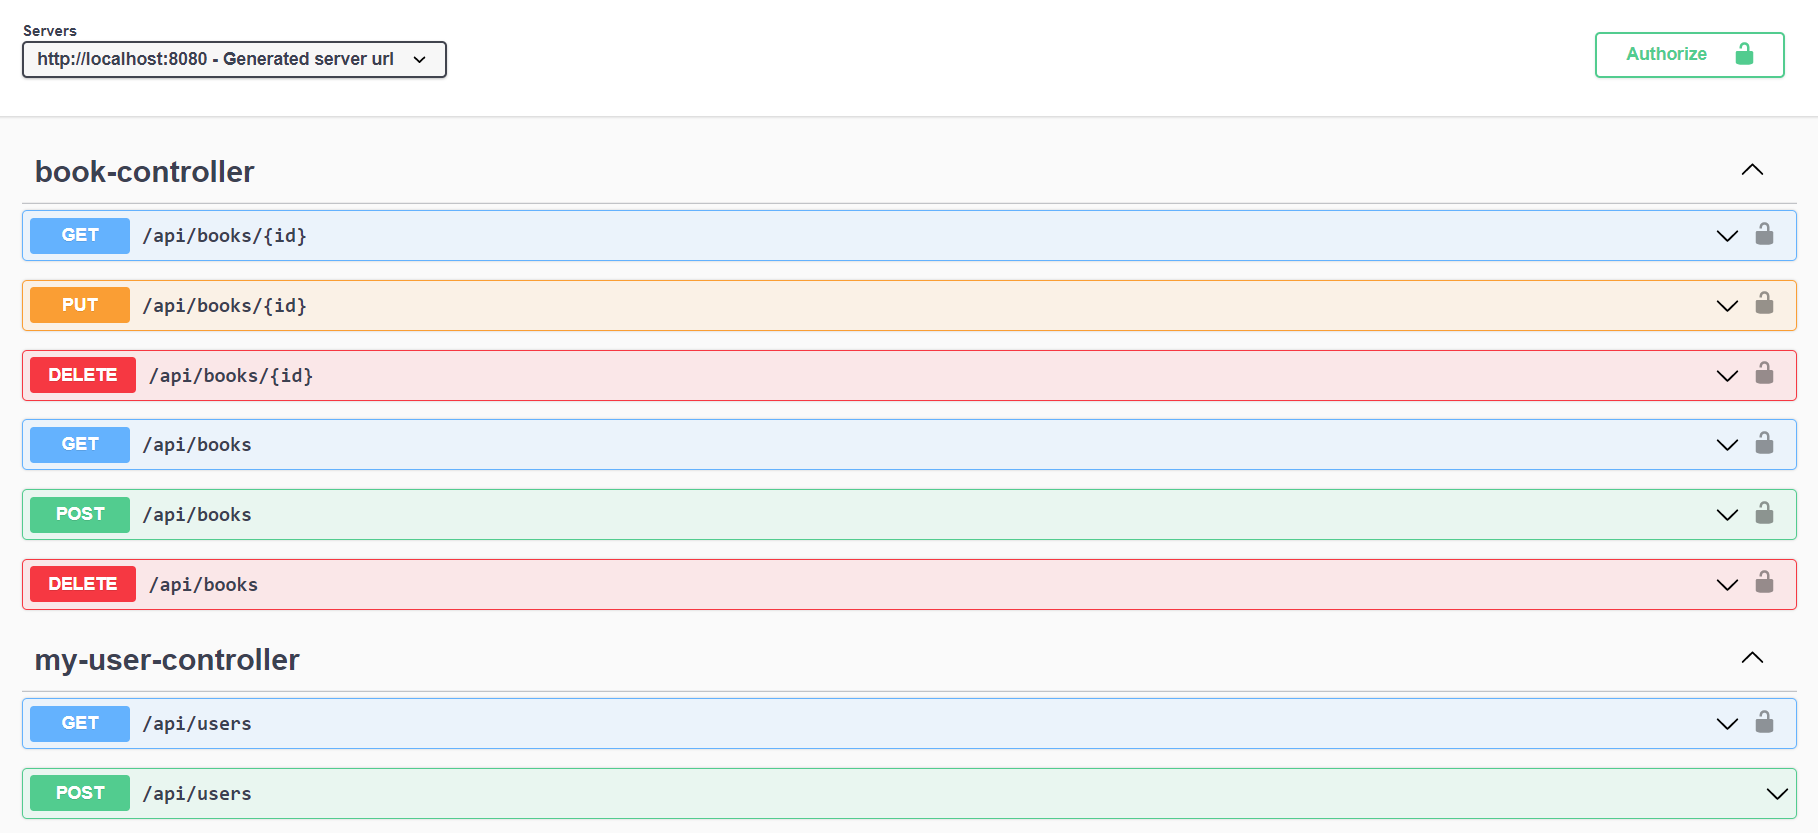 Servers
http://localhost:8080 - Generated server url
Authorize
book-controller
GET /api/books/{id}
PUT /api/books/{id}
DELETE /api/books/{id}
GET /api/books
POST /api/books
DELETE /api/books
my-user-controller
GET /api/users
POST /api/users